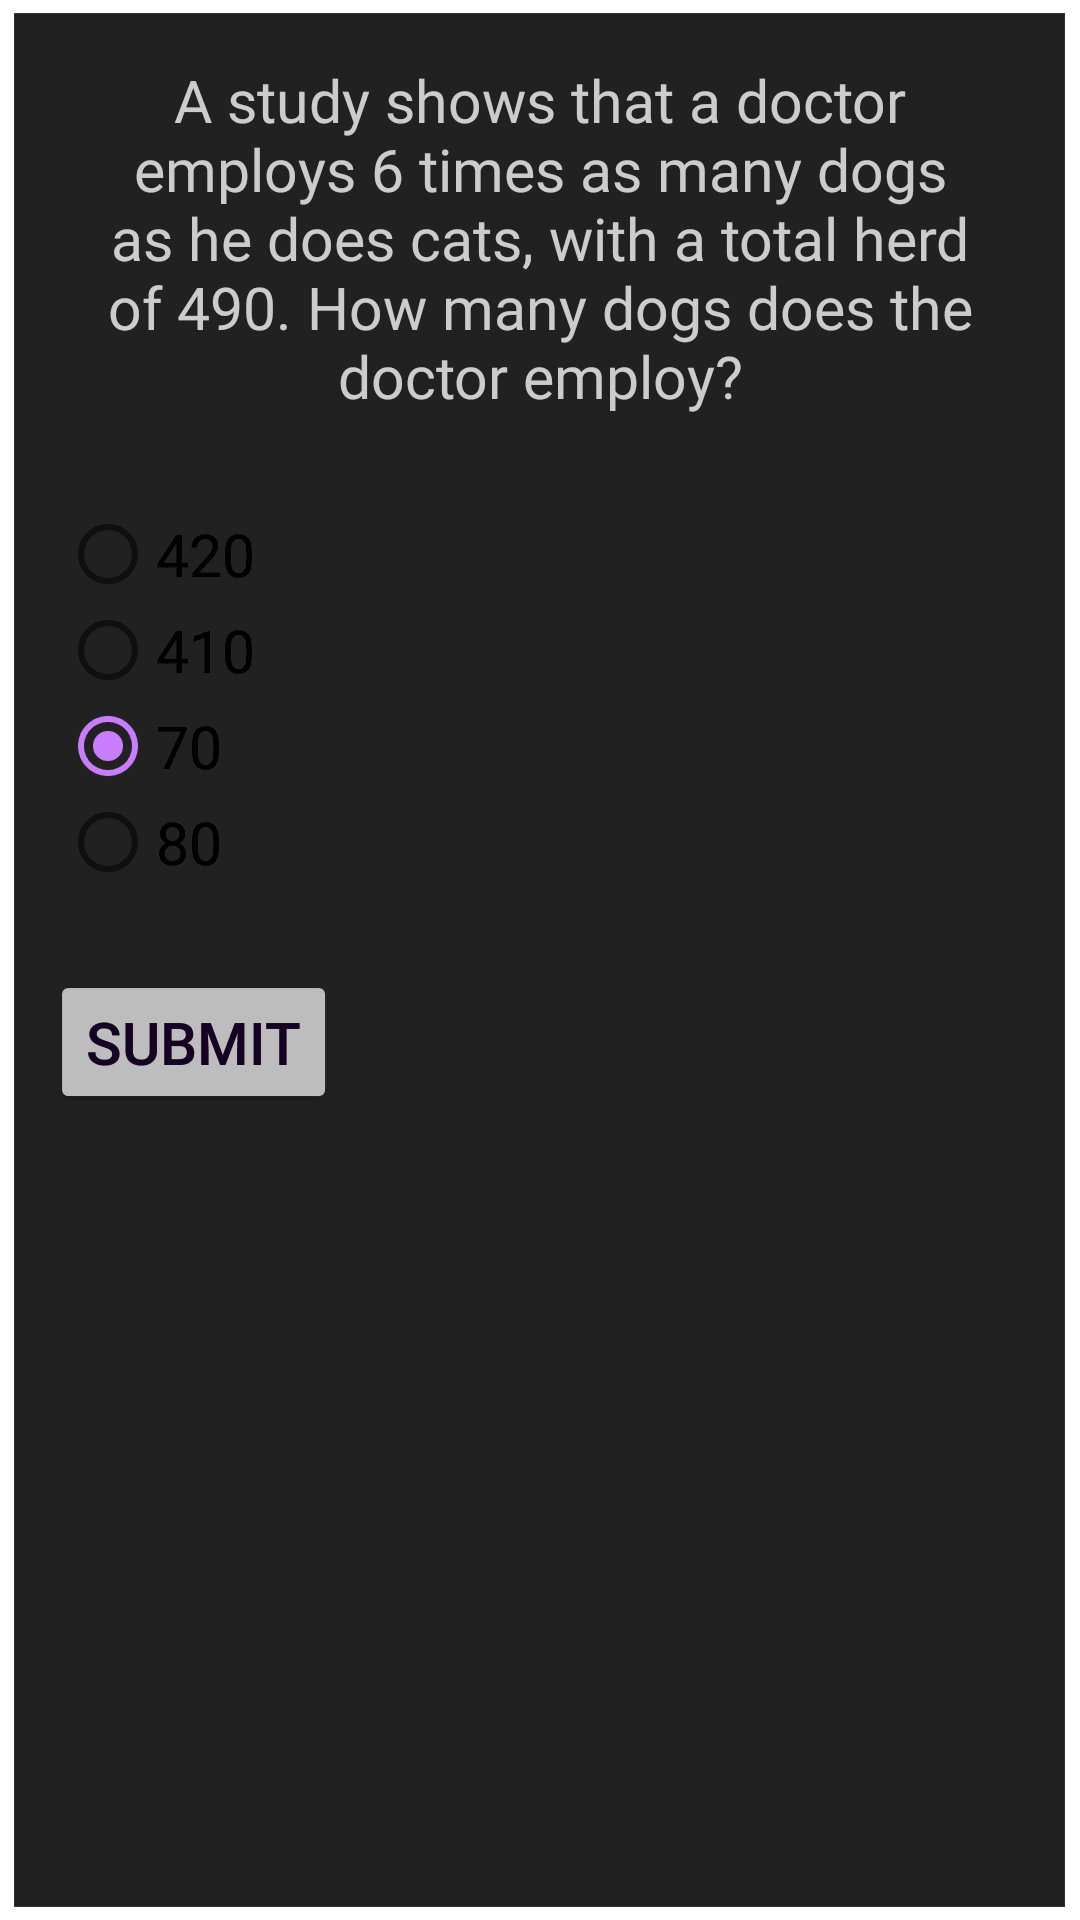 A study shows that a doctor
employs 6 times as many dogs
as he does cats, with a total herd
of 490. How many dogs does the
doctor employ?
420
410
70
80
SUBMIT